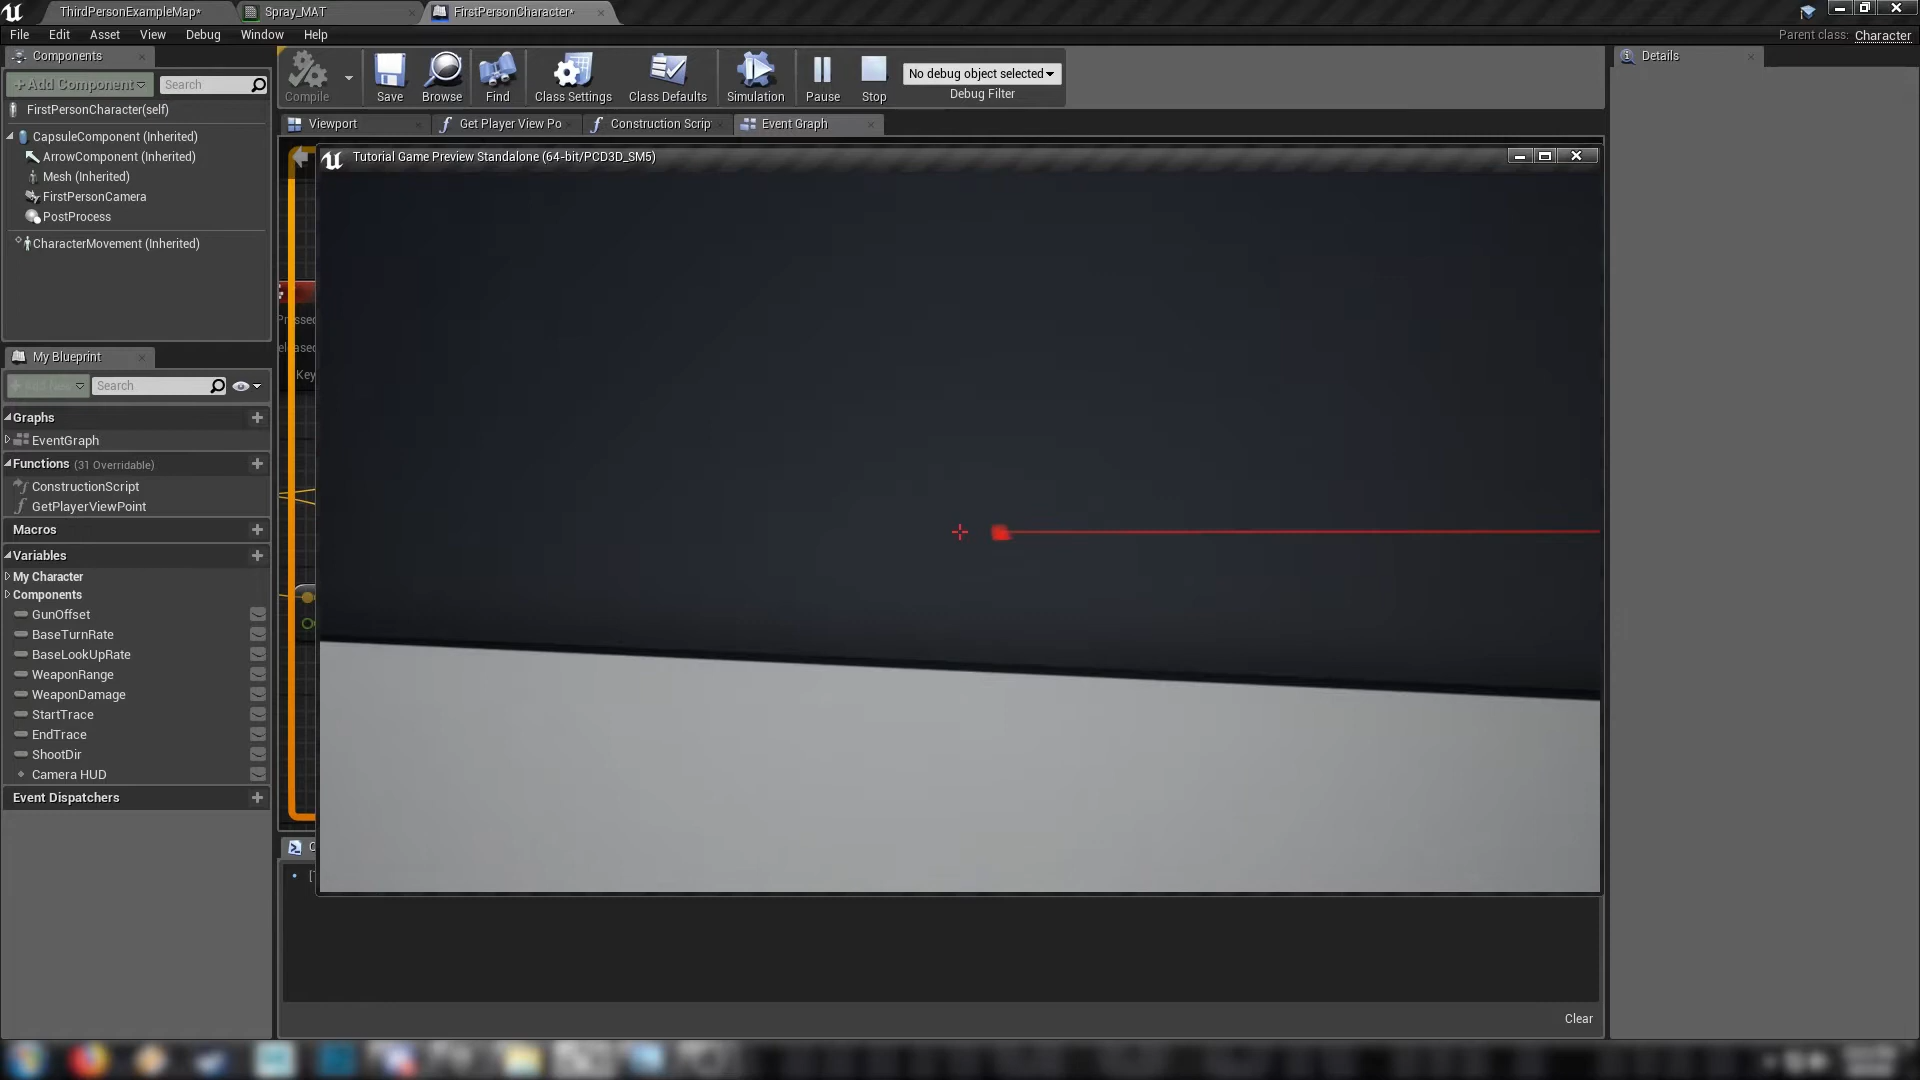 ThirdPersonExampleMap*
Spray_MAT
FirstPersonCharacter*
File Edit Asset View Debug Window Help
Parent class: Character
Components
+Add Component
Search
FirstPersonCharacter(self)
CapsuleComponent (Inherited)
ArrowComponent (Inherited)
Mesh (Inherited)
FirstPersonCamera
PostProcess
CharacterMovement (Inherited)
Compile
Save
Browse
Find
Class Settings
Class Defaults
Simulation
Pause
Stop
No debug object selected
Debug Filter
Details
Viewport
Get Player View Po
Construction Scrip
Event Graph
Tutorial Game Preview Standalone (64-bit/PCD3D_SM5)
Key
My Blueprint
Search
Graphs
EventGraph
Functions (31 Overridable)
ConstructionScript
GetPlayerViewPoint
Macros
Variables
My Character
Components
GunOffset
BaseTurnRate
BaseLookUpRate
WeaponRange
WeaponDamage
StartTrace
EndTrace
ShootDir
Camera HUD
Event Dispatchers
Clear